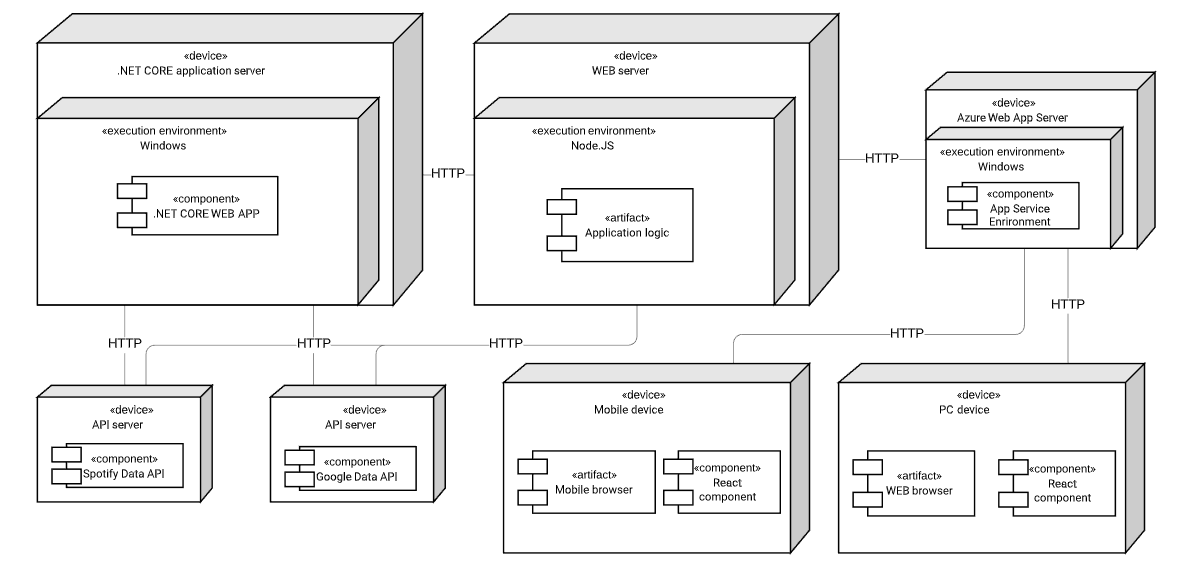 «device»
.NET CORE application server
«execution environment»
Windows
«component»
.NET CORE WEB APP
HTTP
«device»
WEB server
«execution environment»
Node.JS
«artifact»
Application logic
HTTP
«device»
Azure Web App Server
«execution environment»
Windows
«component»
App Service
Enrironment
HTTP
HTTP
HTTP
HTTP
HTTP
«device»
API server
«component»
Spotify Data API
«device»
API server
«component»
Google Data API
«device»
Mobile device
«artifact»
Mobile browser
«component»
React
component
«device»
PC device
«artifact»
WEB browser
«component»
React
component